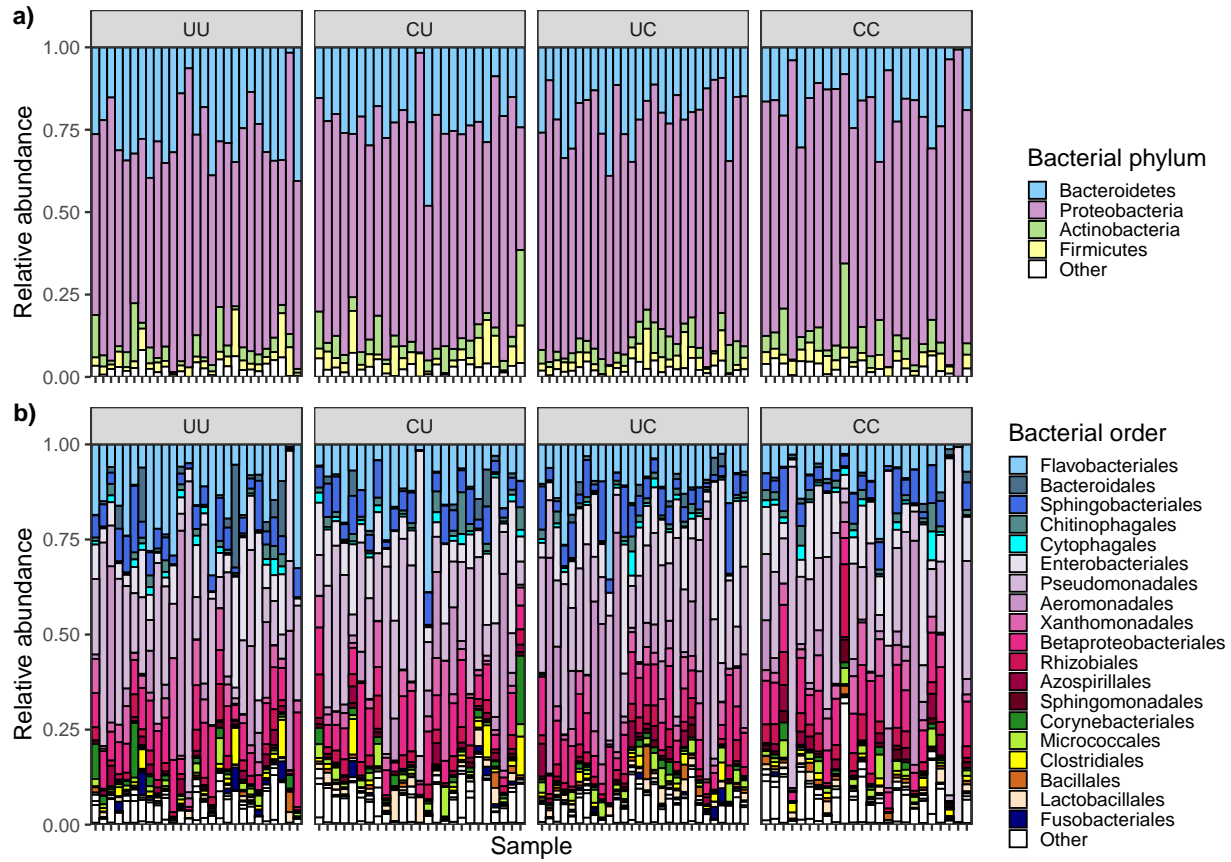 a)
UU CU UC CC
1.00
0.75
0.50
0.25
0.00
Relative abundance
Bacterial phylum
Bacteroidetes
Proteobacteria
Actinobacteria
Firmicutes
Other
b)
UU CU UC CC
1.00
0.75
0.50
0.25
0.00
Relative abundance
Sample
Bacterial order
Flavobacteriales
Bacteroidales
Sphingobacteriales
Chitinophagales
Cytophagales
Enterobacteriales
Pseudomonadales
Aeromonadales
Xanthomonadales
Betaproteobacteriales
Rhizobiales
Azospirillales
Sphingomonadales
Corynebacteriales
Micrococcales
Clostridiales
Bacillales
Lactobacillales
Fusobacteriales
Other